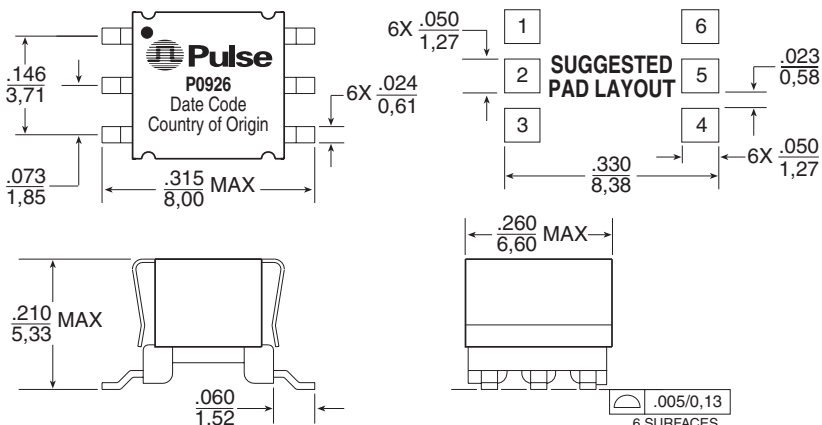 Pulse
P0926
Date Code
Country of Origin
.146
3,71
.073
1,85
.315 MAX
8,00
6X .024
0,61
6X .050
1,27
1
6
2
SUGGESTED
PAD LAYOUT
5
3
4
.023
0,58
6X .050
1,27
.330
8,38
.210 MAX
5,33
.060
1,52
.260 MAX
6,60
.005/0,13
6 SURFACES